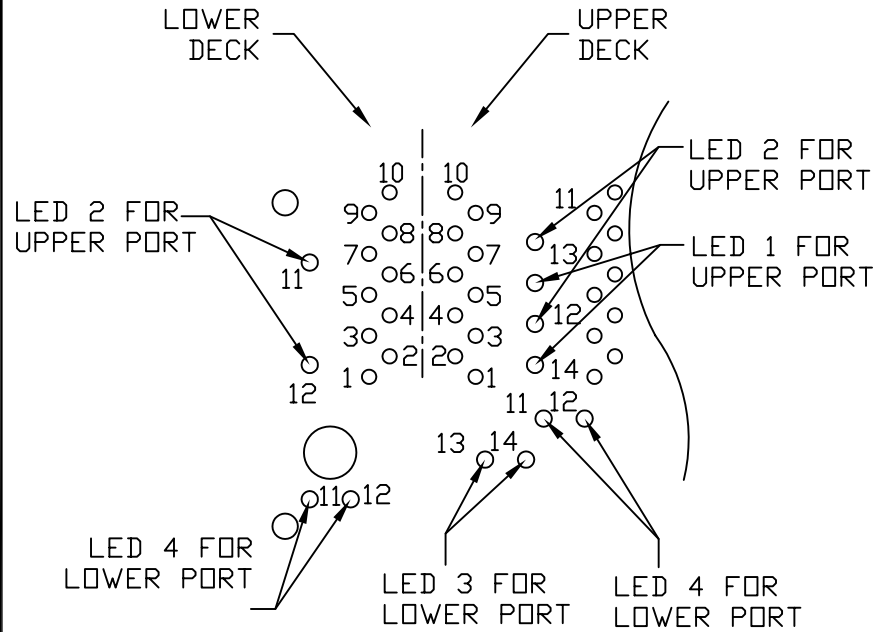 LOWER
DECK
UPPER
DECK
LED 2 FOR
UPPER PORT
LED 2 FOR
UPPER PORT
LED 1 FOR
UPPER PORT
10 10
9 9
8 8
7 7
6 6
5 5
4 4
3 3
2 2
1 1
11
12
11
13
12
14
11 12
13 14
11 12
LED 4 FOR
LOWER PORT
LED 3 FOR
LOWER PORT
LED 4 FOR
LOWER PORT